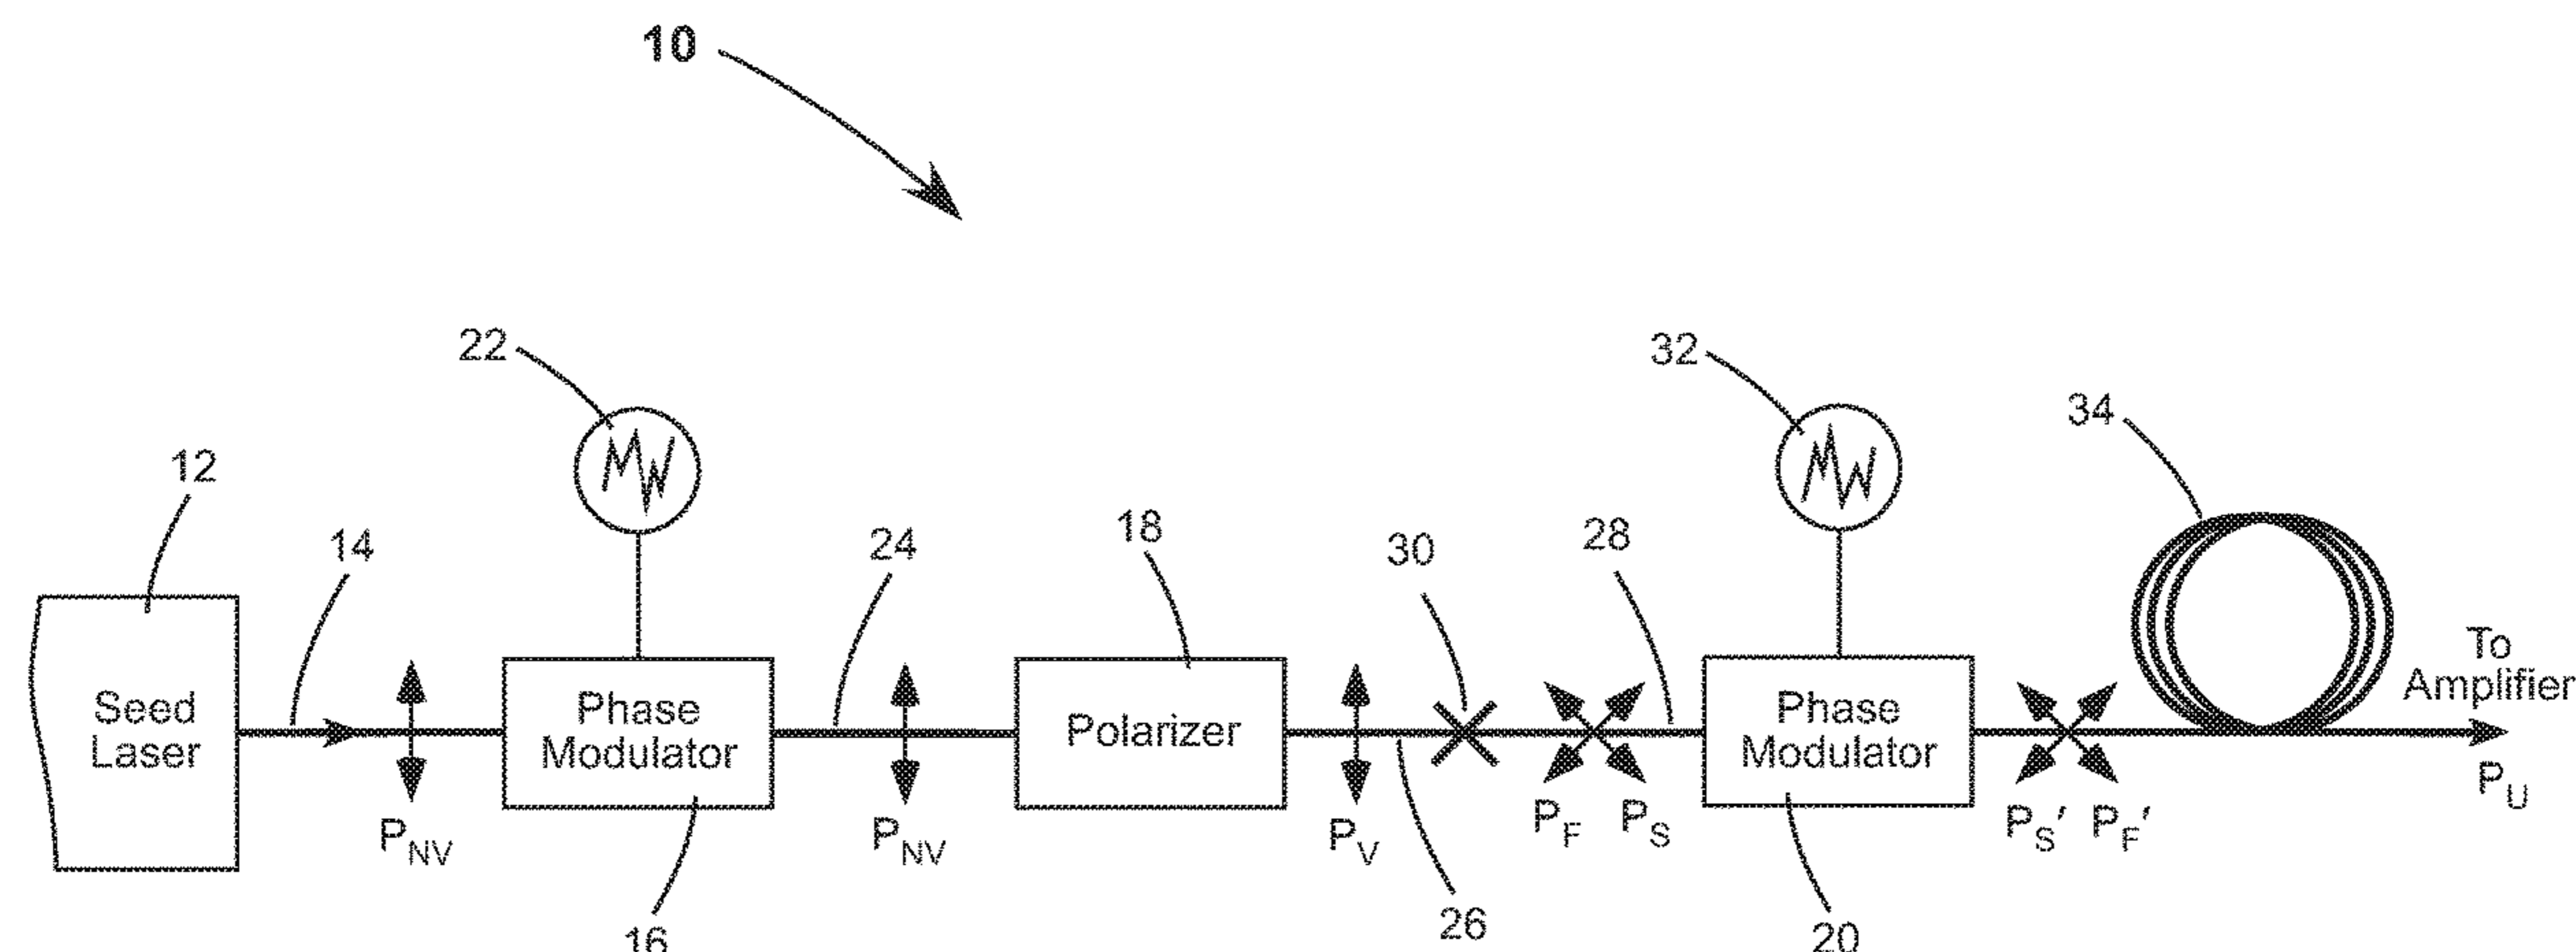 10
22
32
34
12
14
24
18
30
28
Seed
Laser
Phase
Modulator
Polarizer
Phase
Modulator
To
Amplifier
P_NV
P_NV
P_V
P_F
P_S
P_S'
P_F'
P_U
16
26
20